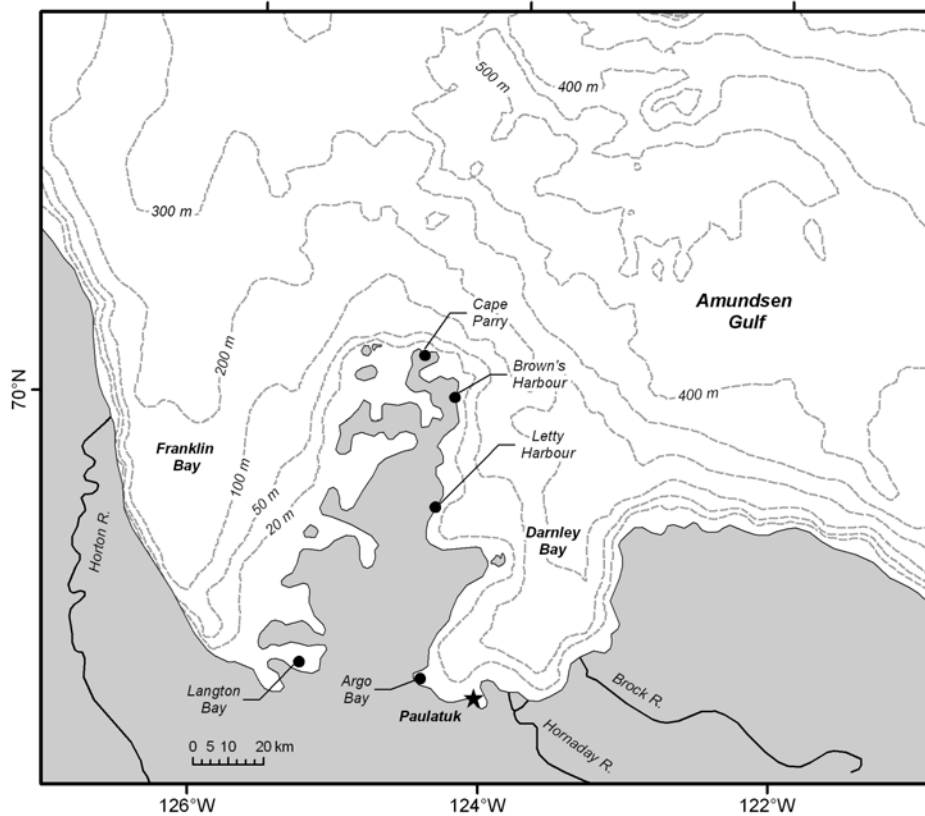 500 m
400 m
300 m
Amundsen
Gulf
Cape
Parry
200 m
Brown's
Harbour
70°N
400 m
Letty
Harbour
Franklin
Bay
100 m
50 m
20 m
Darnley
Bay
Horton R.
Langton
Bay
Argo
Bay
Paulatuk
Brock R.
Hornaday R.
0 5 10 20 km
126°W
124°W
122°W